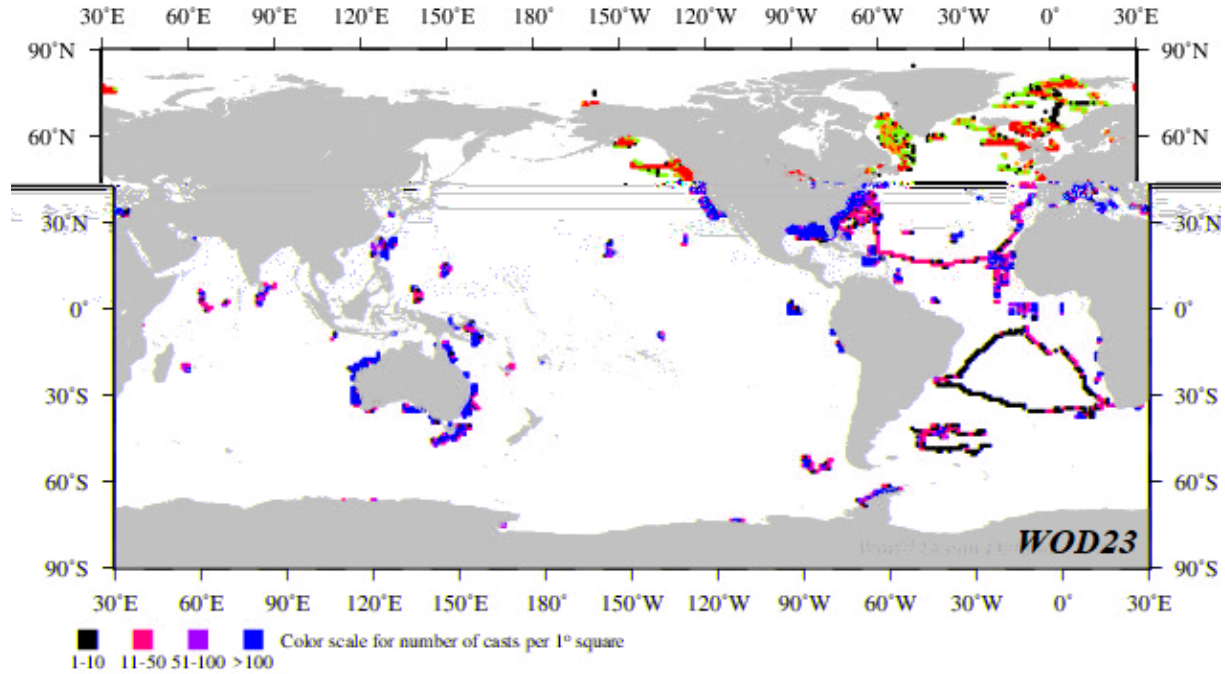 30˚E 60˚E 90˚E 120˚E 150˚E 180˚ 150˚W 120˚W 90˚W 60˚W 30˚W 0˚ 30˚E
90˚N 90˚N
60˚N 60˚N
30˚N 30˚N
0˚ 0˚
30˚S 30˚S
60˚S 60˚S
WOD23
90˚S 90˚S
30˚E 60˚E 90˚E 120˚E 150˚E 180˚ 150˚W 120˚W 90˚W 60˚W 30˚W 0˚ 30˚E
Color scale for number of casts per 1° square
1-10 11-50 51-100 >100